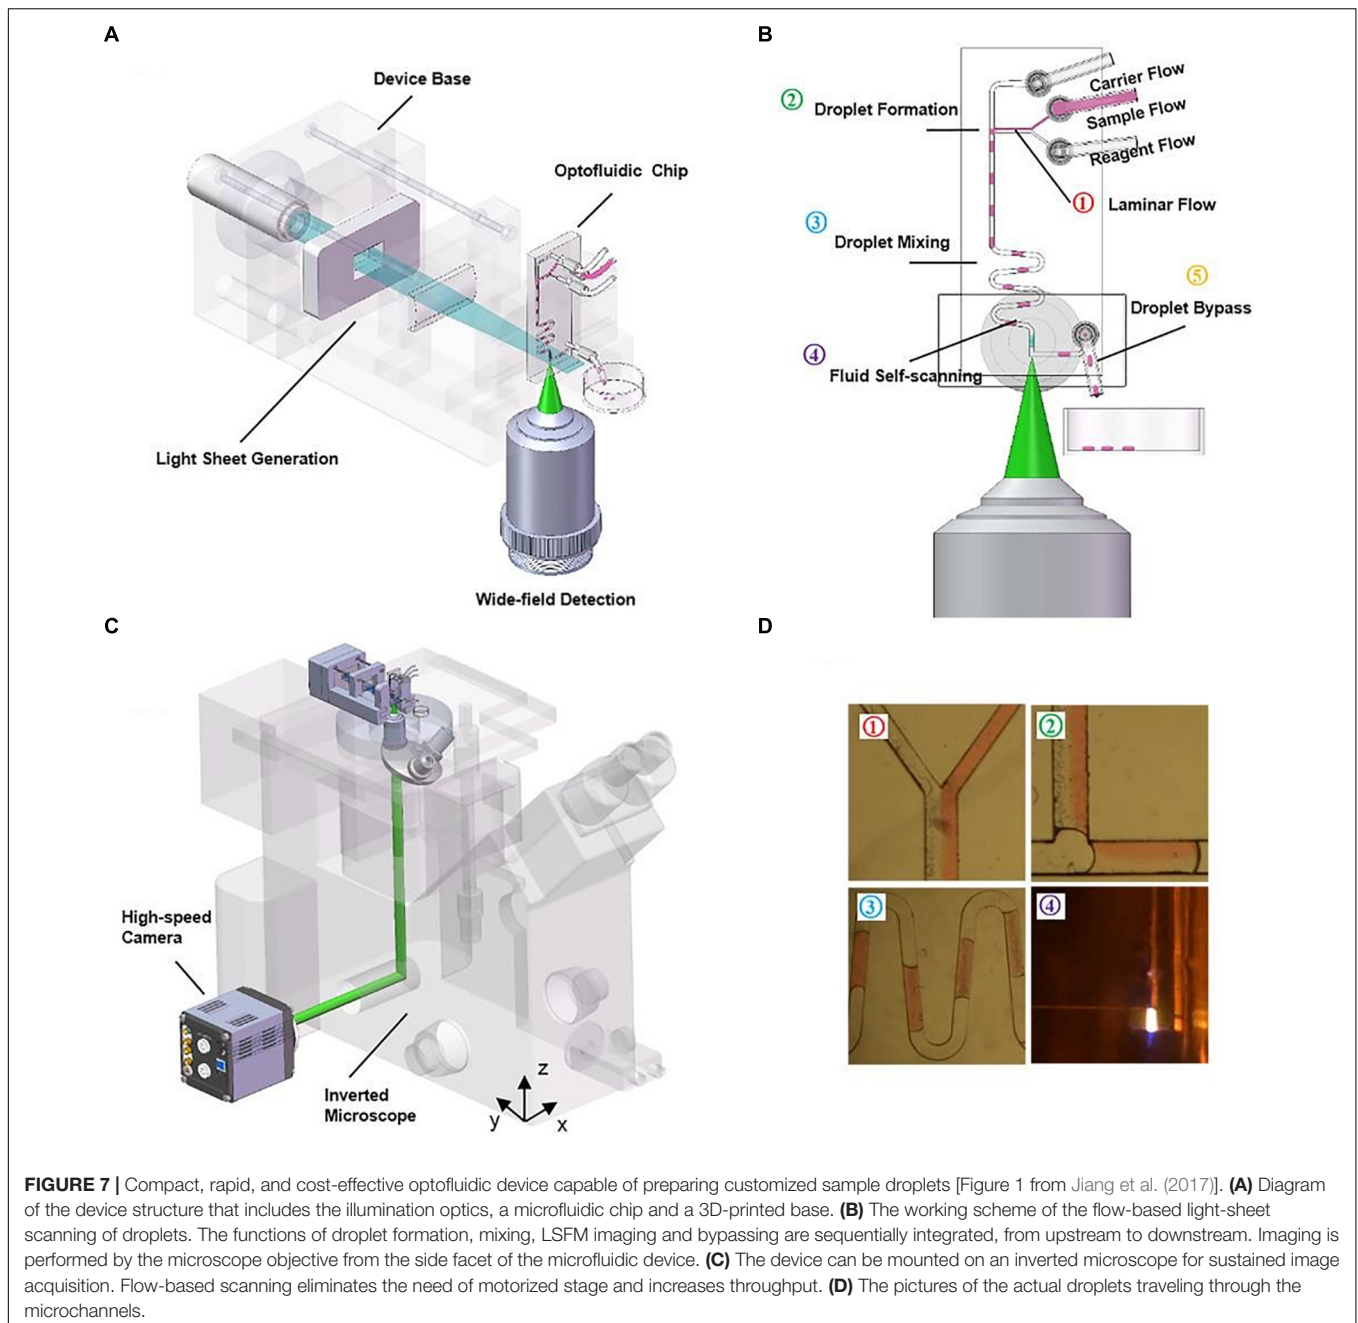 A
Device Base
Optofluidic Chip
Light Sheet Generation
Wide-field Detection
B
Carrier Flow
② Droplet Formation
Sample Flow
Reagent Flow
① Laminar Flow
③
Droplet Mixing
⑤
Droplet Bypass
④
Fluid Self-scanning
C
High-speed
Camera
Inverted
Microscope
z
y
x
D
①
②
③
④
FIGURE 7 | Compact, rapid, and cost-effective optofluidic device capable of preparing customized sample droplets [Figure 1 from Jiang et al. (2017)]. (A) Diagram
of the device structure that includes the illumination optics, a microfluidic chip and a 3D-printed base. (B) The working scheme of the flow-based light-sheet
scanning of droplets. The functions of droplet formation, mixing, LSFM imaging and bypassing are sequentially integrated, from upstream to downstream. Imaging is
performed by the microscope objective from the side facet of the microfluidic device. (C) The device can be mounted on an inverted microscope for sustained image
acquisition. Flow-based scanning eliminates the need of motorized stage and increases throughput. (D) The pictures of the actual droplets traveling through the
microchannels.